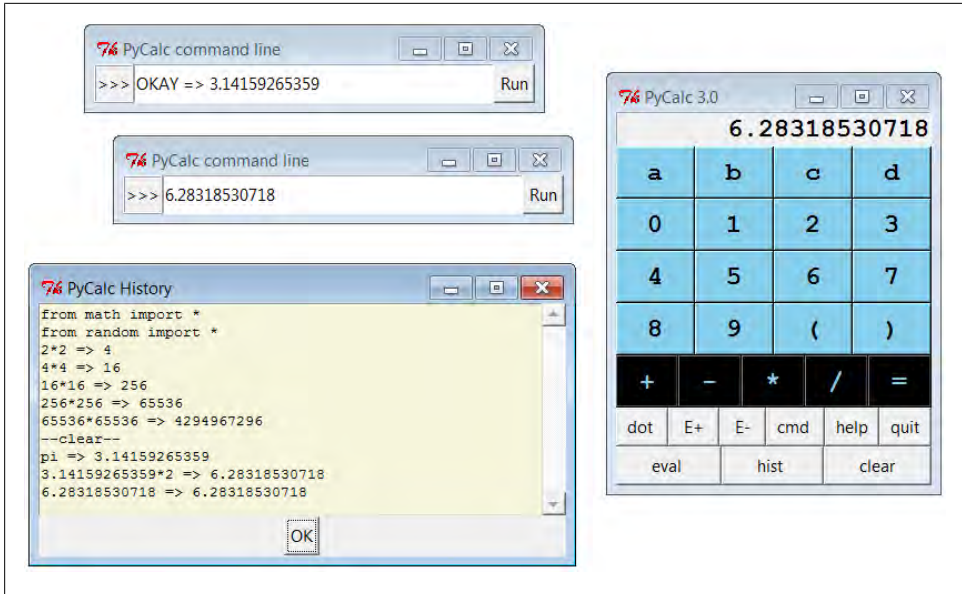 PyCalc command line
>>> OKAY => 3.14159265359 Run
PyCalc command line
>>> 6.28318530718 Run
PyCalc History
from math import *
from random import *
2*2 => 4
4*4 => 16
16*16 => 256
256*256 => 65536
65536*65536 => 4294967296
--clear--
pi => 3.14159265359
3.14159265359*2 => 6.28318530718
6.28318530718 => 6.28318530718
OK
PyCalc 3.0
6.28318530718
a b c d
0 1 2 3
4 5 6 7
8 9 ( )
+ - * / =
dot E+ E- cmd help quit
eval hist clear